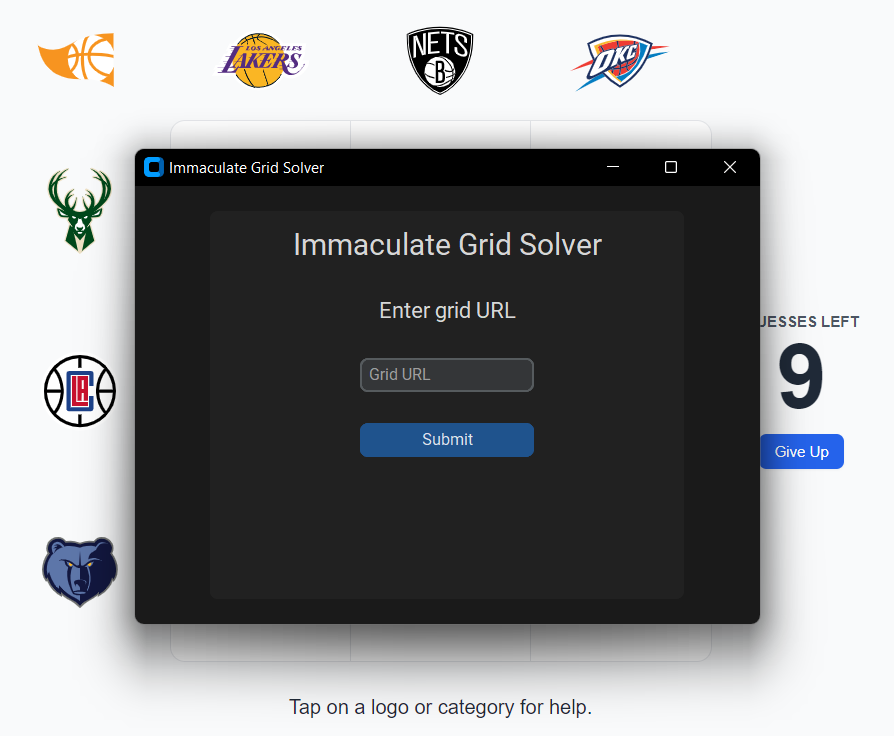 LOS ANGELES
LAKERS
NETS
B
OKC
Immaculate Grid Solver
Immaculate Grid Solver
Enter grid URL
Grid URL
Submit
LA
UESSES LEFT
9
Give Up
Tap on a logo or category for help.